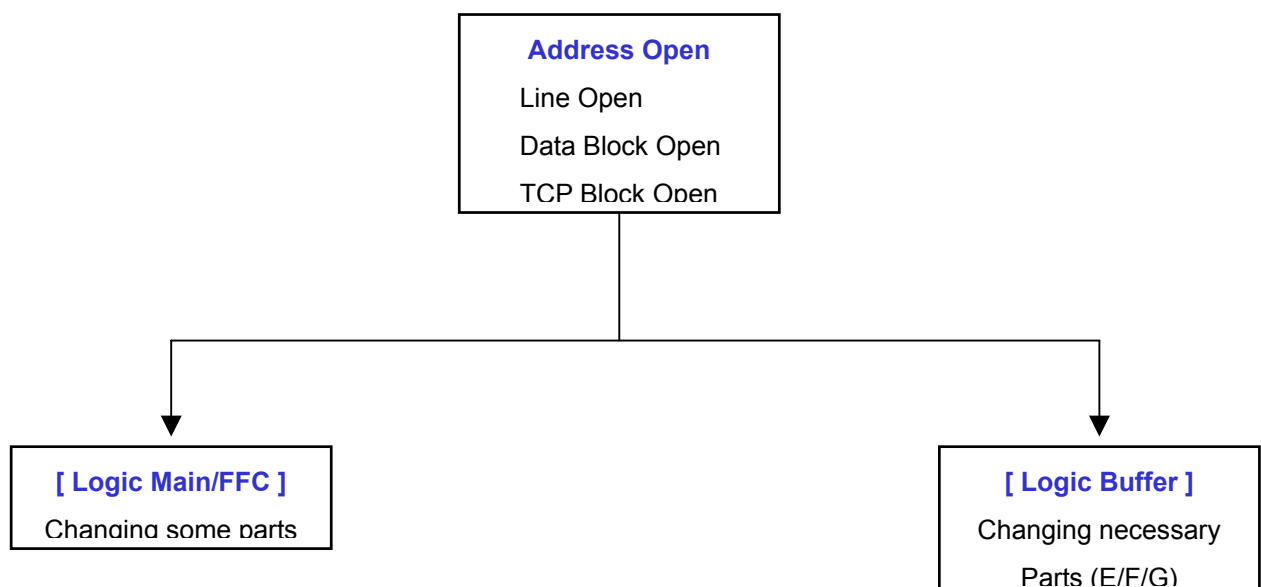 Address Open
Line Open
Data Block Open
TCP Block Open
[ Logic Main/FFC ]
Changing some parts
[ Logic Buffer ]
Changing necessary
Parts (E/F/G)